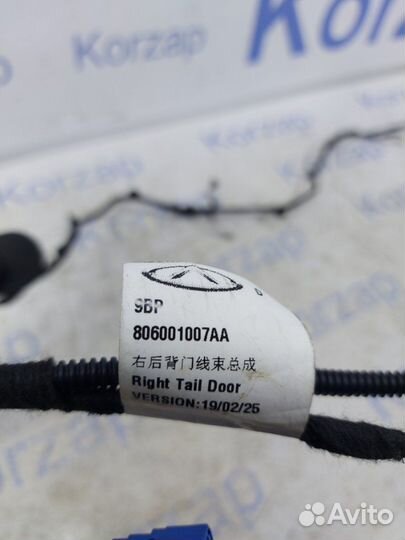 Korzap
Korzap
9BP
806001007AA
右后背门线束总成
Right Tail Door
VERSION:19/02/25
Avito